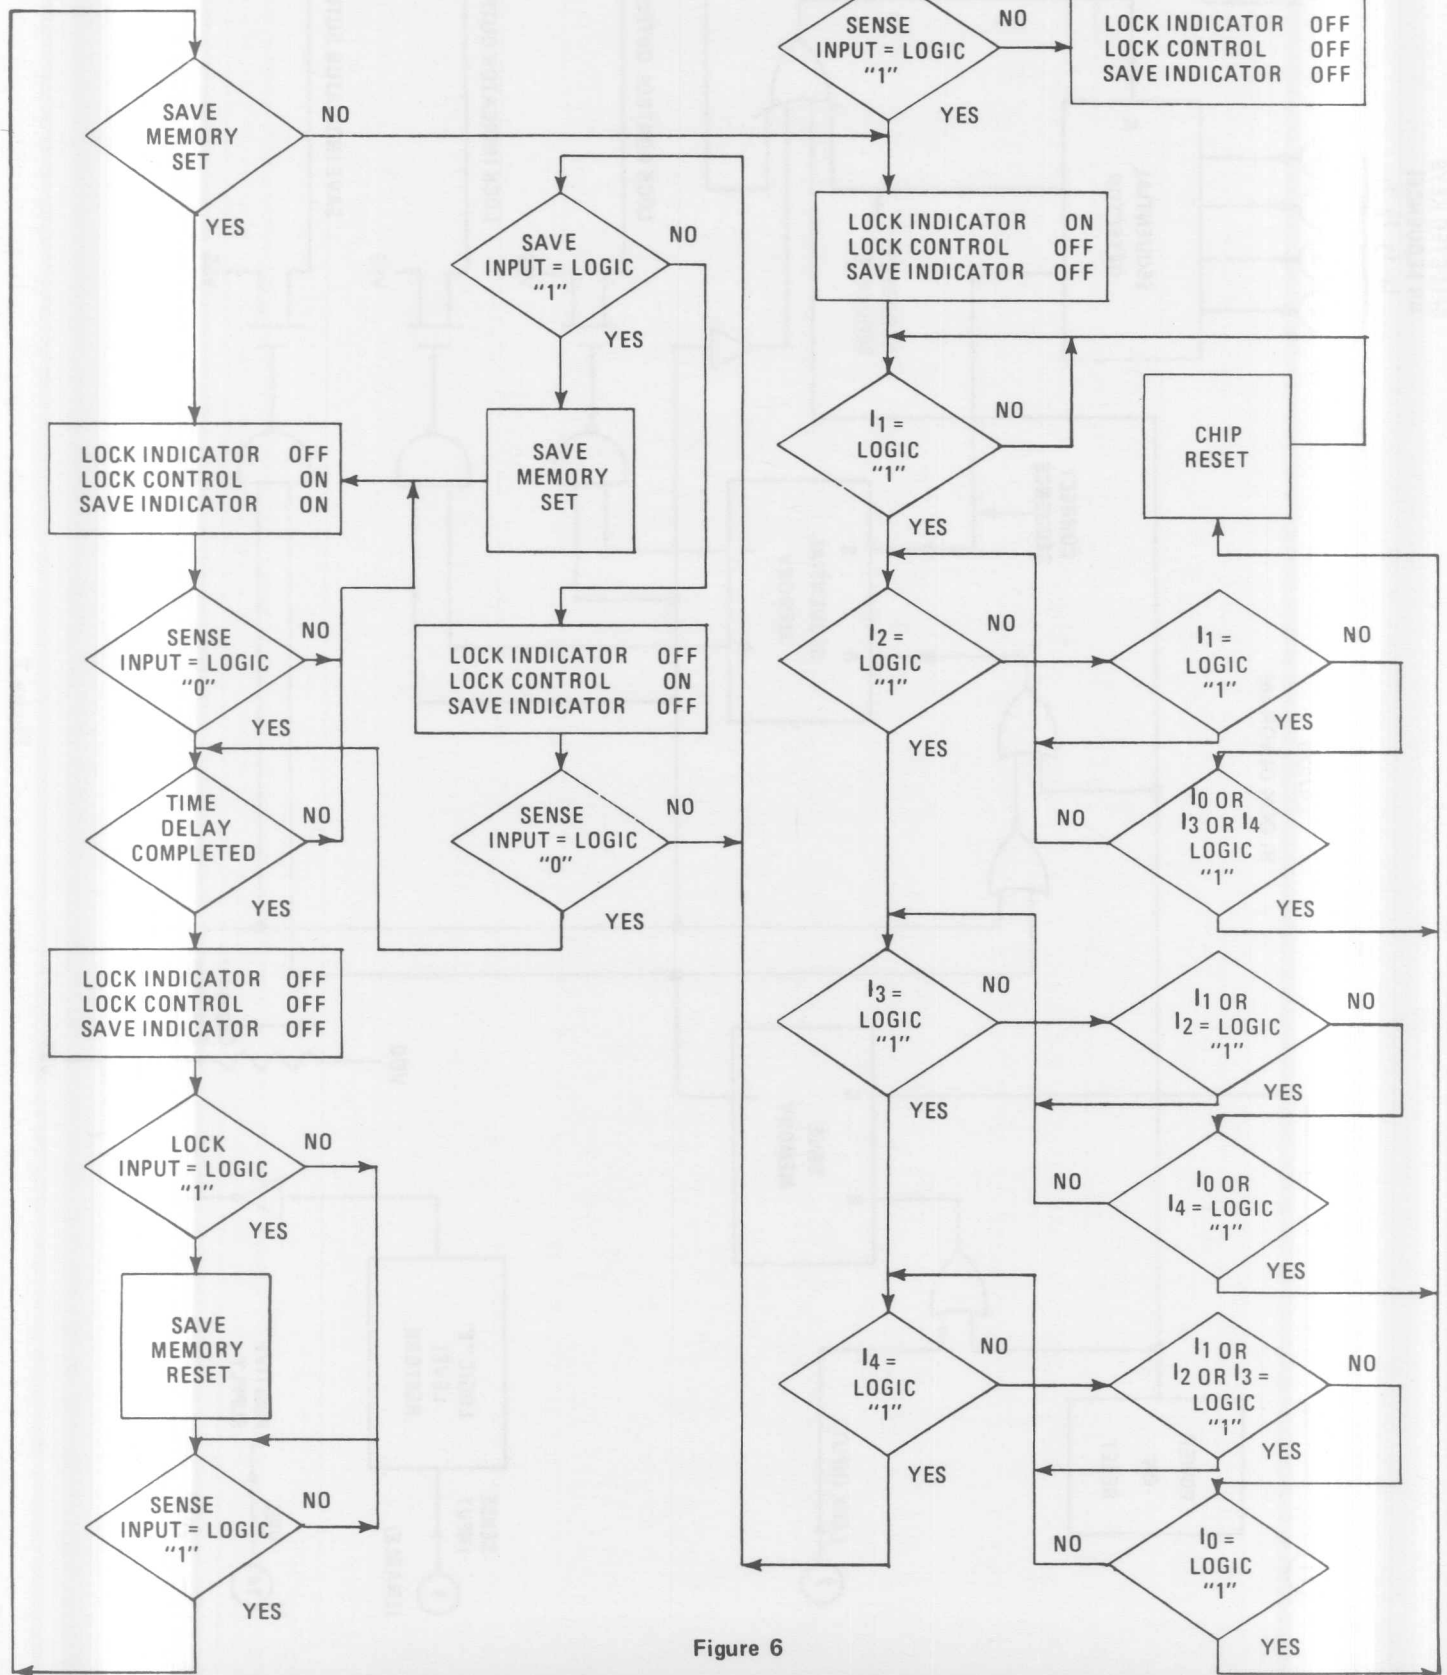 SENSE
INPUT = LOGIC
"1"
NO
YES
LOCK INDICATOR OFF
LOCK CONTROL OFF
SAVE INDICATOR OFF
SAVE
MEMORY
SET
NO
YES
SAVE
INPUT = LOGIC
"1"
NO
YES
LOCK INDICATOR ON
LOCK CONTROL OFF
SAVE INDICATOR OFF
I1 =
LOGIC
"1"
NO
YES
CHIP
RESET
LOCK INDICATOR OFF
LOCK CONTROL ON
SAVE INDICATOR ON
SAVE
MEMORY
SET
SENSE
INPUT = LOGIC
"0"
NO
YES
LOCK INDICATOR OFF
LOCK CONTROL ON
SAVE INDICATOR OFF
I2 =
LOGIC
"1"
NO
YES
I1 =
LOGIC
"1"
NO
YES
TIME
DELAY
COMPLETED
NO
YES
SENSE
INPUT = LOGIC
"0"
NO
YES
I0 OR
I3 OR I4
LOGIC
"1"
NO
YES
LOCK INDICATOR OFF
LOCK CONTROL OFF
SAVE INDICATOR OFF
I3 =
LOGIC
"1"
NO
YES
I1 OR
I2 = LOGIC
"1"
NO
YES
LOCK
INPUT = LOGIC
"1"
NO
YES
I0 OR
I4 = LOGIC
"1"
NO
YES
SAVE
MEMORY
RESET
I4 =
LOGIC
"1"
NO
YES
I1 OR
I2 OR I3 =
LOGIC
"1"
NO
YES
SENSE
INPUT = LOGIC
"1"
NO
YES
I0 =
LOGIC
"1"
NO
YES
Figure 6